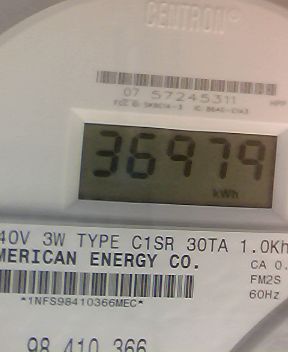 CENTRON®
07 57245311
36979
kWh
40V 3W TYPE C1SR 30TA 1.0Kh
MERICAN ENERGY CO.
CA 0.
FM2S
60Hz
*1NFS98410366MEC*
98 410 366